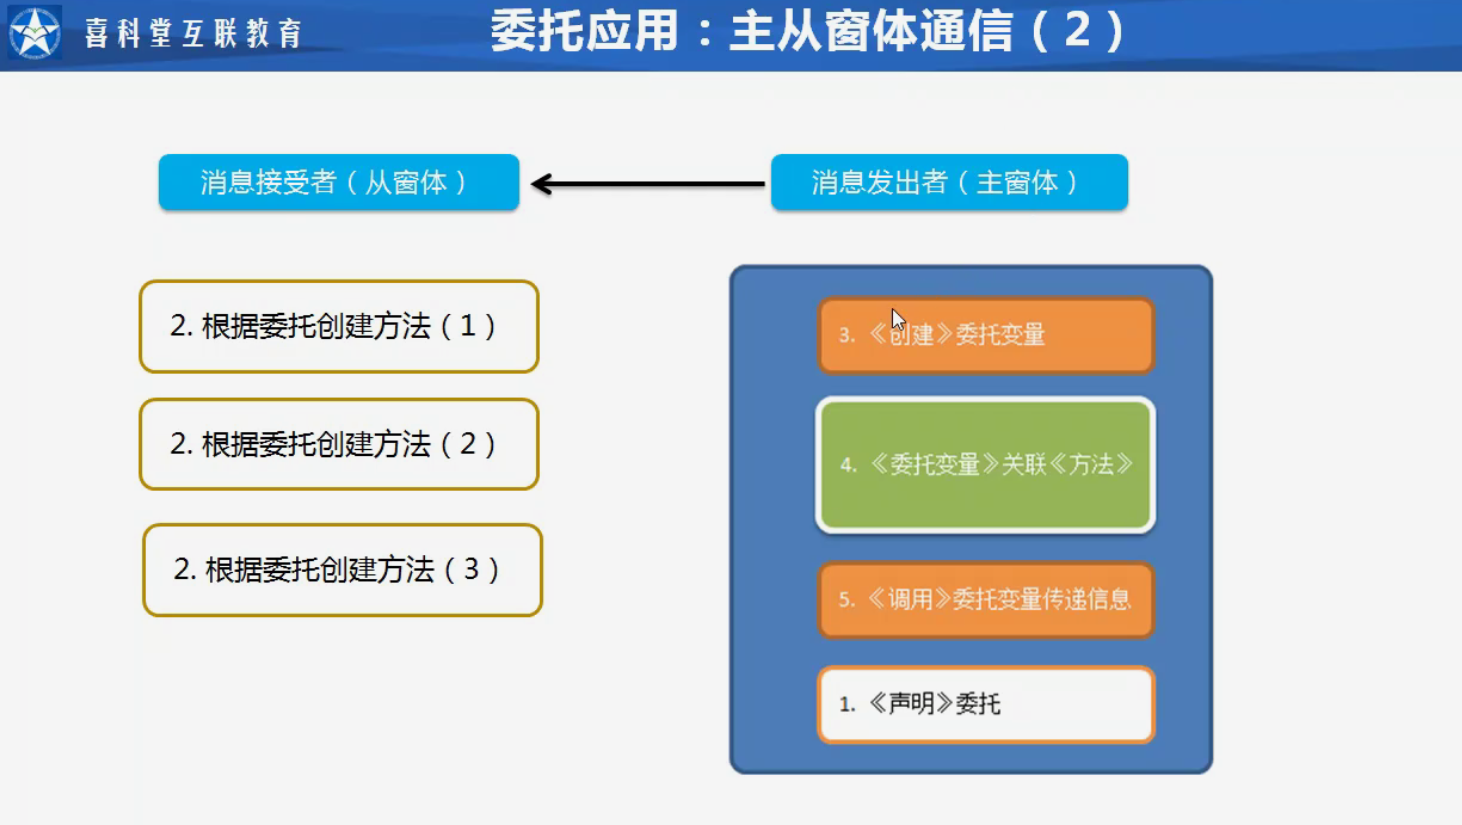 喜科堂互联教育
委托应用：主从窗体通信（2）
消息接受者（从窗体）
消息发出者（主窗体）
2. 根据委托创建方法（1）
2. 根据委托创建方法（2）
2. 根据委托创建方法（3）
3. 《创建》委托变量
4. 《委托变量》关联《方法》
5. 《调用》委托变量传递信息
1. 《声明》委托